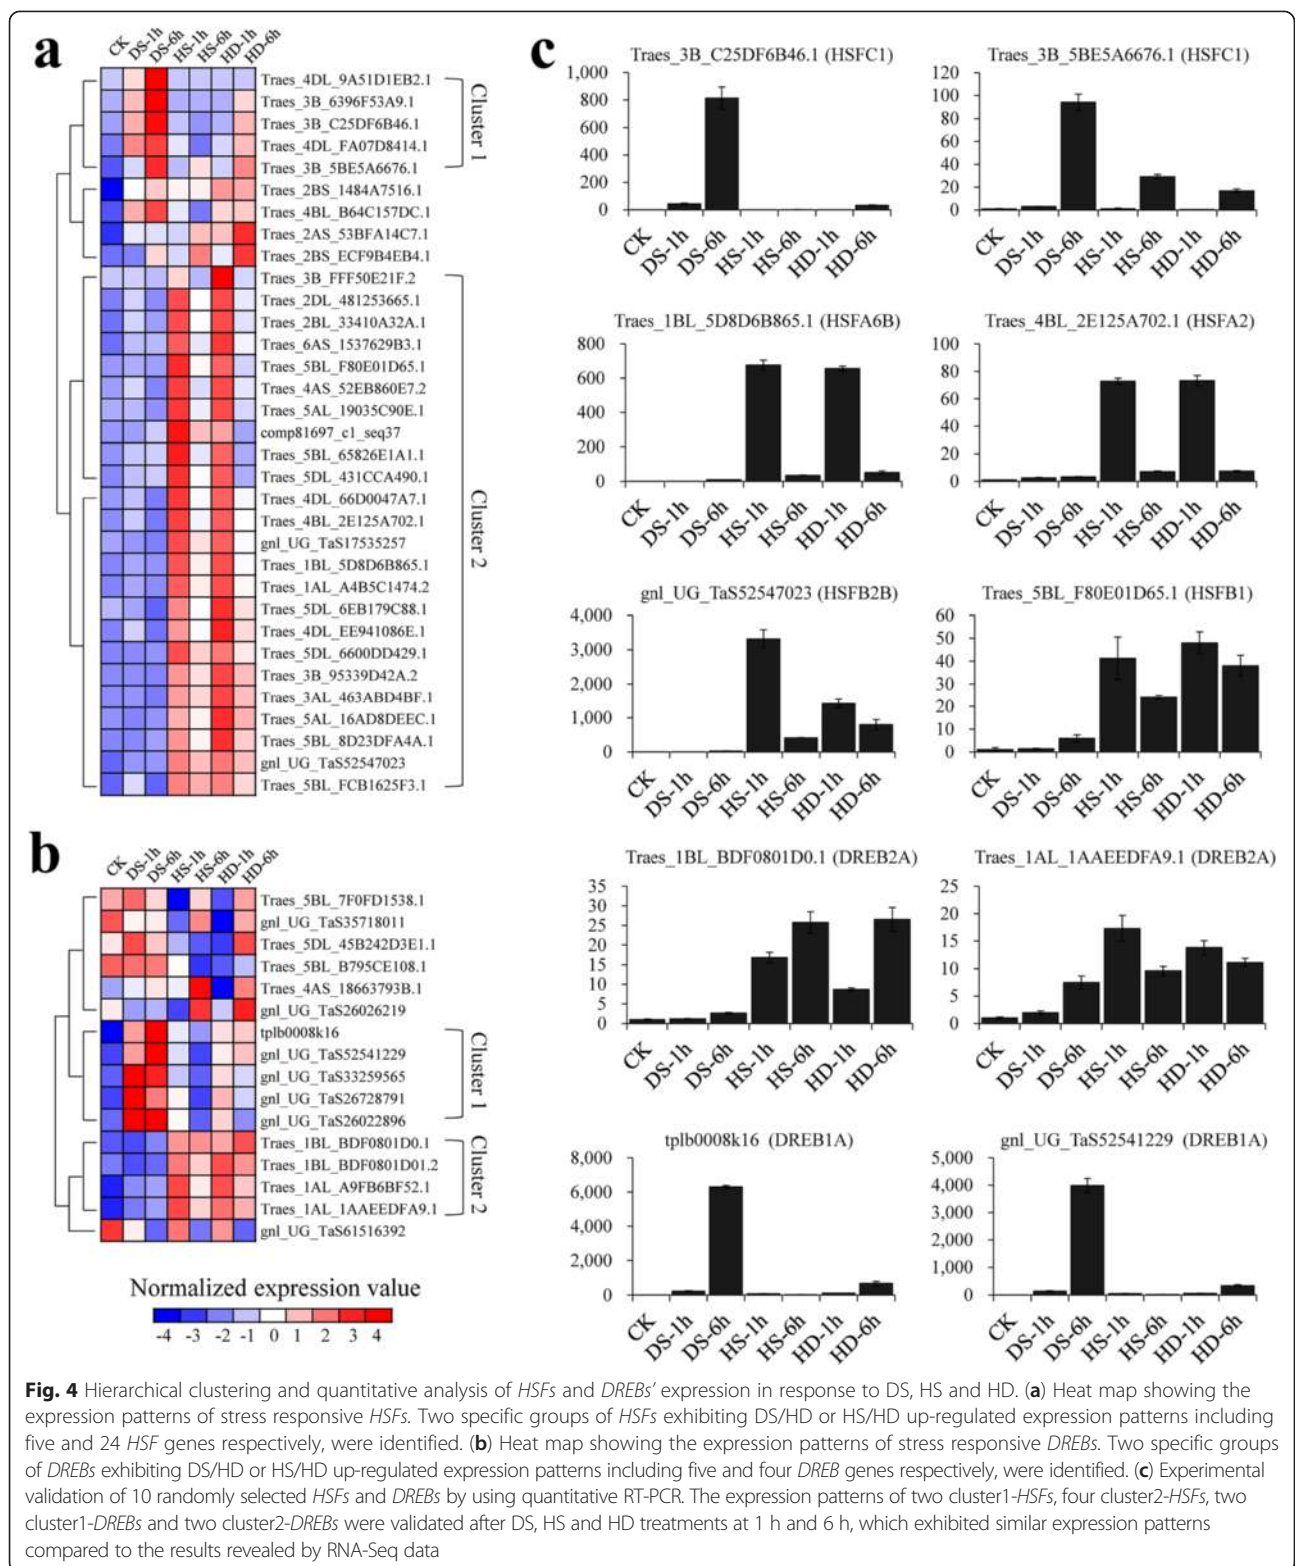 a
CK DS-1h DS-6h HS-1h HS-6h HD-1h HD-6h
Traes_4DL_9A51D1EB2.1
Traes_3B_6396F53A9.1
Traes_3B_C25DF6B46.1
Traes_4DL_FA07D8414.1
Traes_3B_5BE5A6676.1
Traes_2BS_1484A7516.1
Traes_4BL_B64C157DC.1
Traes_2AS_53BFA14C7.1
Traes_2BS_ECF9B4EB4.1
Traes_3B_FFF50E21F.2
Traes_2DL_481253665.1
Traes_2BL_33410A32A.1
Traes_6AS_1537629B3.1
Traes_5BL_F80E01D65.1
Traes_4AS_52EB860E7.2
Traes_5AL_19035C90E.1
comp81697_c1_seq37
Traes_5BL_65826E1A1.1
Traes_5DL_431CCA490.1
Traes_4DL_66D0047A7.1
Traes_4BL_2E125A702.1
gnl_UG_TaS17535257
Traes_1BL_5D8D6B865.1
Traes_1AL_A4B5C1474.2
Traes_5DL_6EB179C88.1
Traes_4DL_EE941086E.1
Traes_5DL_6600DD429.1
Traes_3B_95339D42A.2
Traes_3AL_463ABD4BF.1
Traes_5AL_16AD8DEEC.1
Traes_5BL_8D23DFA4A.1
gnl_UG_TaS52547023
Traes_5BL_FCB1625F3.1
Cluster 1
Cluster 2
b
CK DS-1h DS-6h HS-1h HS-6h HD-1h HD-6h
Traes_5BL_7F0FD1538.1
gnl_UG_TaS35718011
Traes_5DL_45B242D3E1.1
Traes_5BL_B795CE108.1
Traes_4AS_18663793B.1
gnl_UG_TaS26026219
tplb0008k16
gnl_UG_TaS52541229
gnl_UG_TaS33259565
gnl_UG_TaS26728791
gnl_UG_TaS26022896
Traes_1BL_BDF0801D0.1
Traes_1BL_BDF0801D01.2
Traes_1AL_A9FB6BF52.1
Traes_1AL_1AAEEDFA9.1
gnl_UG_TaS61516392
Cluster 1
Cluster 2
Normalized expression value
-4 -3 -2 -1 0 1 2 3 4
c
Traes_3B_C25DF6B46.1 (HSFC1)
1,000
800
600
400
200
0
CK DS-1h DS-6h HS-1h HS-6h HD-1h HD-6h
Traes_3B_5BE5A6676.1 (HSFC1)
120
100
80
60
40
20
0
CK DS-1h DS-6h HS-1h HS-6h HD-1h HD-6h
Traes_1BL_5D8D6B865.1 (HSFA6B)
800
600
400
200
0
CK DS-1h DS-6h HS-1h HS-6h HD-1h HD-6h
Traes_4BL_2E125A702.1 (HSFA2)
100
80
60
40
20
0
CK DS-1h DS-6h HS-1h HS-6h HD-1h HD-6h
gnl_UG_TaS52547023 (HSFB2B)
4,000
3,000
2,000
1,000
0
CK DS-1h DS-6h HS-1h HS-6h HD-1h HD-6h
Traes_5BL_F80E01D65.1 (HSFB1)
60
50
40
30
20
10
0
CK DS-1h DS-6h HS-1h HS-6h HD-1h HD-6h
Traes_1BL_BDF0801D0.1 (DREB2A)
35
30
25
20
15
10
5
0
CK DS-1h DS-6h HS-1h HS-6h HD-1h HD-6h
Traes_1AL_1AAEEDFA9.1 (DREB2A)
25
20
15
10
5
0
CK DS-1h DS-6h HS-1h HS-6h HD-1h HD-6h
tplb0008k16 (DREB1A)
8,000
6,000
4,000
2,000
0
CK DS-1h DS-6h HS-1h HS-6h HD-1h HD-6h
gnl_UG_TaS52541229 (DREB1A)
5,000
4,000
3,000
2,000
1,000
0
CK DS-1h DS-6h HS-1h HS-6h HD-1h HD-6h
Fig. 4 Hierarchical clustering and quantitative analysis of HSFs and DREBs' expression in response to DS, HS and HD. (a) Heat map showing the
expression patterns of stress responsive HSFs. Two specific groups of HSFs exhibiting DS/HD or HS/HD up-regulated expression patterns including
five and 24 HSF genes respectively, were identified. (b) Heat map showing the expression patterns of stress responsive DREBs. Two specific groups
of DREBs exhibiting DS/HD or HS/HD up-regulated expression patterns including five and four DREB genes respectively, were identified. (c) Experimental
validation of 10 randomly selected HSFs and DREBs by using quantitative RT-PCR. The expression patterns of two cluster1-HSFs, four cluster2-HSFs, two
cluster1-DREBs and two cluster2-DREBs were validated after DS, HS and HD treatments at 1 h and 6 h, which exhibited similar expression patterns
compared to the results revealed by RNA-Seq data